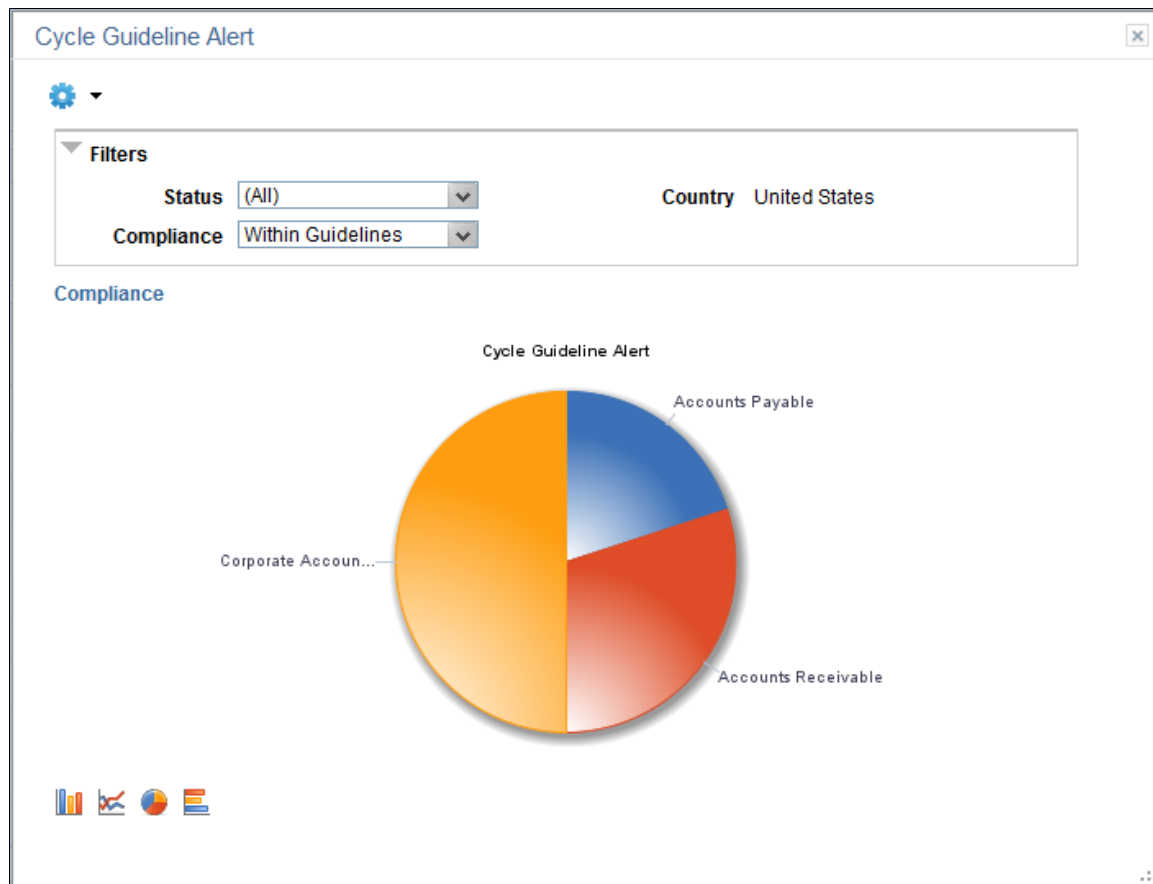 Cycle Guideline Alert
Filters
Status (All) Country United States
Compliance Within Guidelines
Compliance
Cycle Guideline Alert
Accounts Payable
Corporate Accoun...
Accounts Receivable